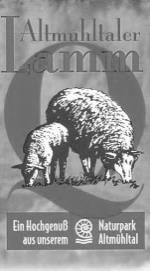 Altmühltaler
Lamm
Q
Ein Hochgenuß
aus unserem
Naturpark
Altmühltal